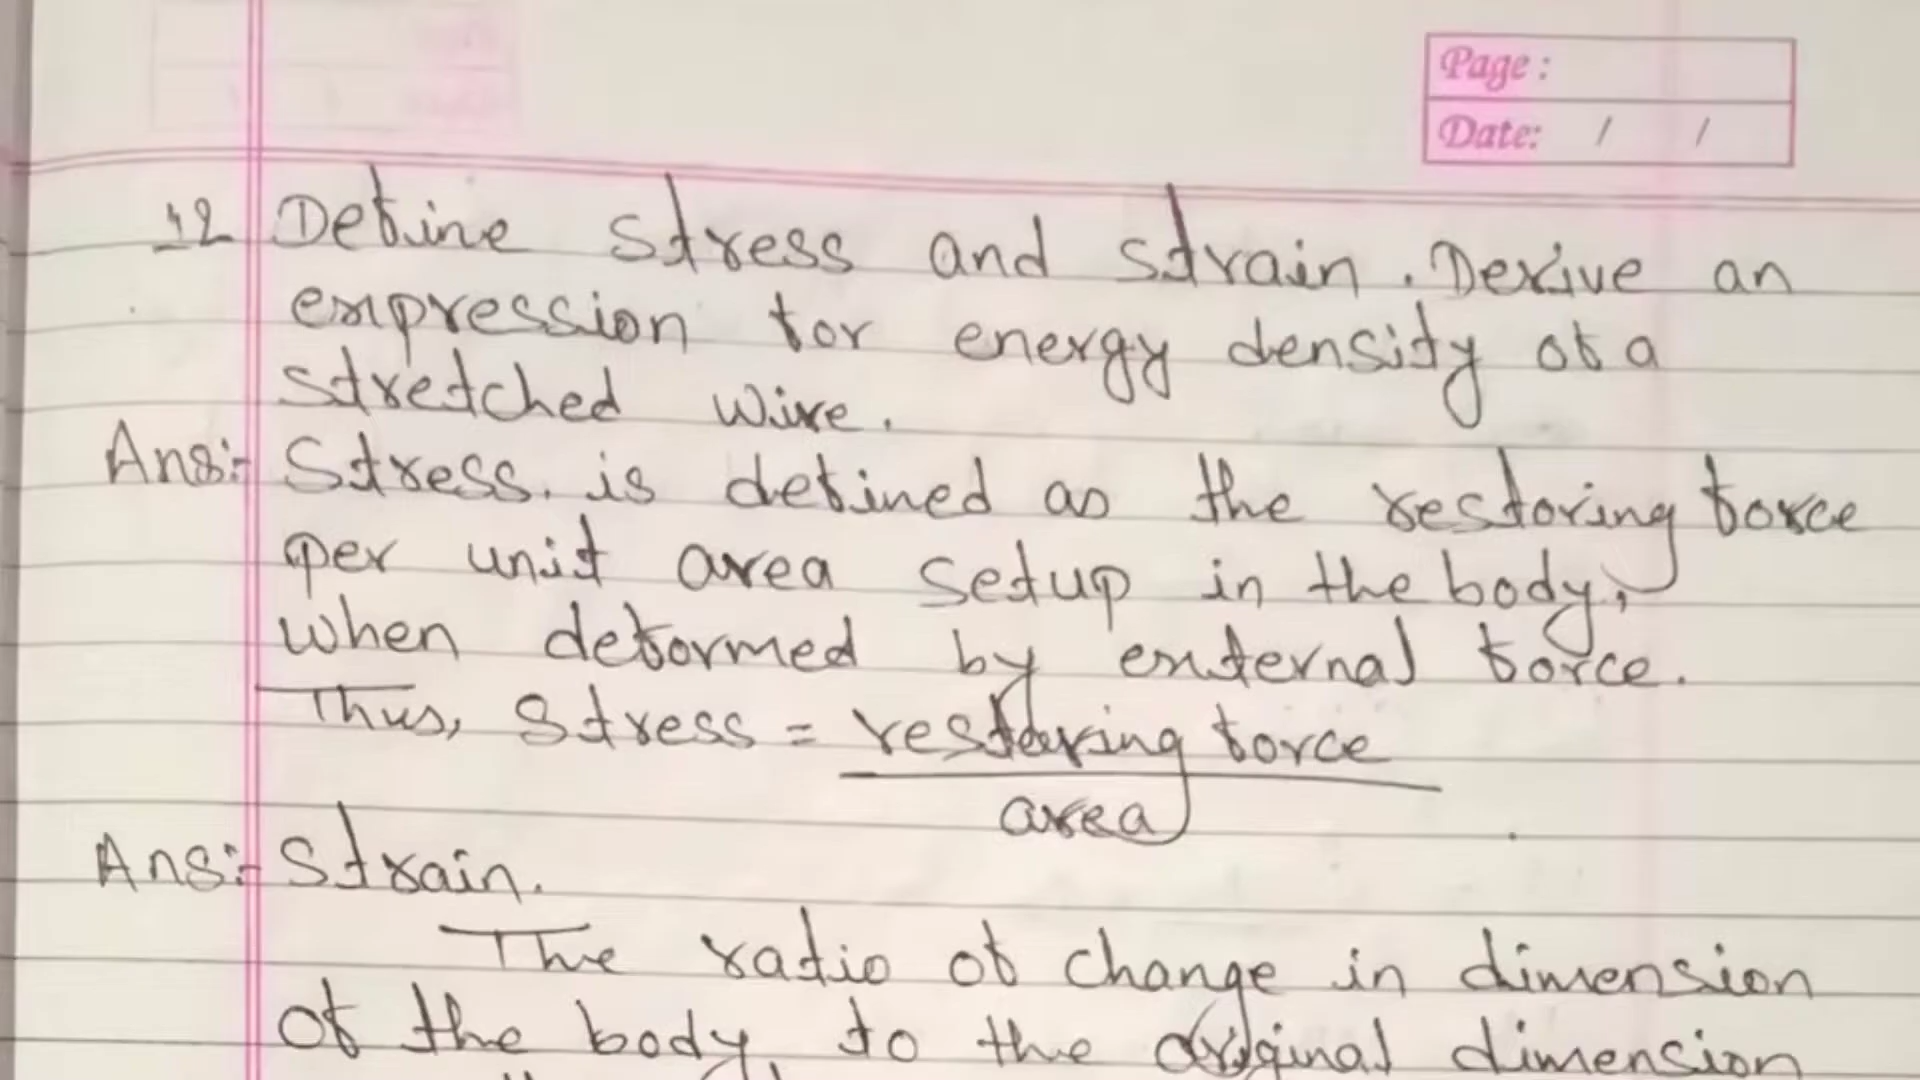 Page :
Date: / /
12 Define stress and strain. Derive an
expression for energy density of a
stretched wire.
Ans:- Stress. is defined as the restoring force
per unit area setup in the body,
when deformed by external force.
Thus, Stress = restoring force
area
Ans:- Strain.
The ratio of change in dimension
of the body to the original dimension